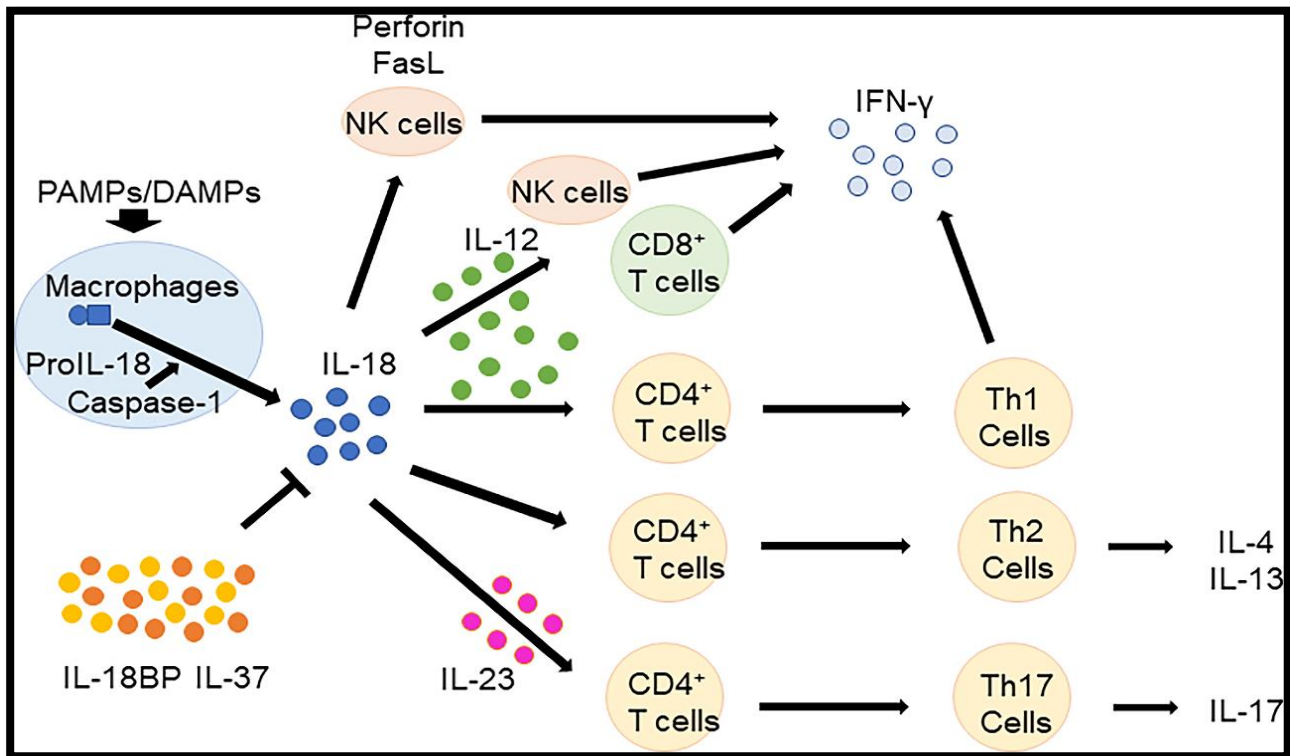 Perforin
FasL
NK cells
IFN-γ
PAMPs/DAMPs
NK cells
IL-12
CD8⁺
T cells
Macrophages
ProIL-18
Caspase-1
IL-18
CD4⁺
T cells
Th1
Cells
CD4⁺
T cells
Th2
Cells
IL-4
IL-13
IL-18BP IL-37
IL-23
CD4⁺
T cells
Th17
Cells
IL-17